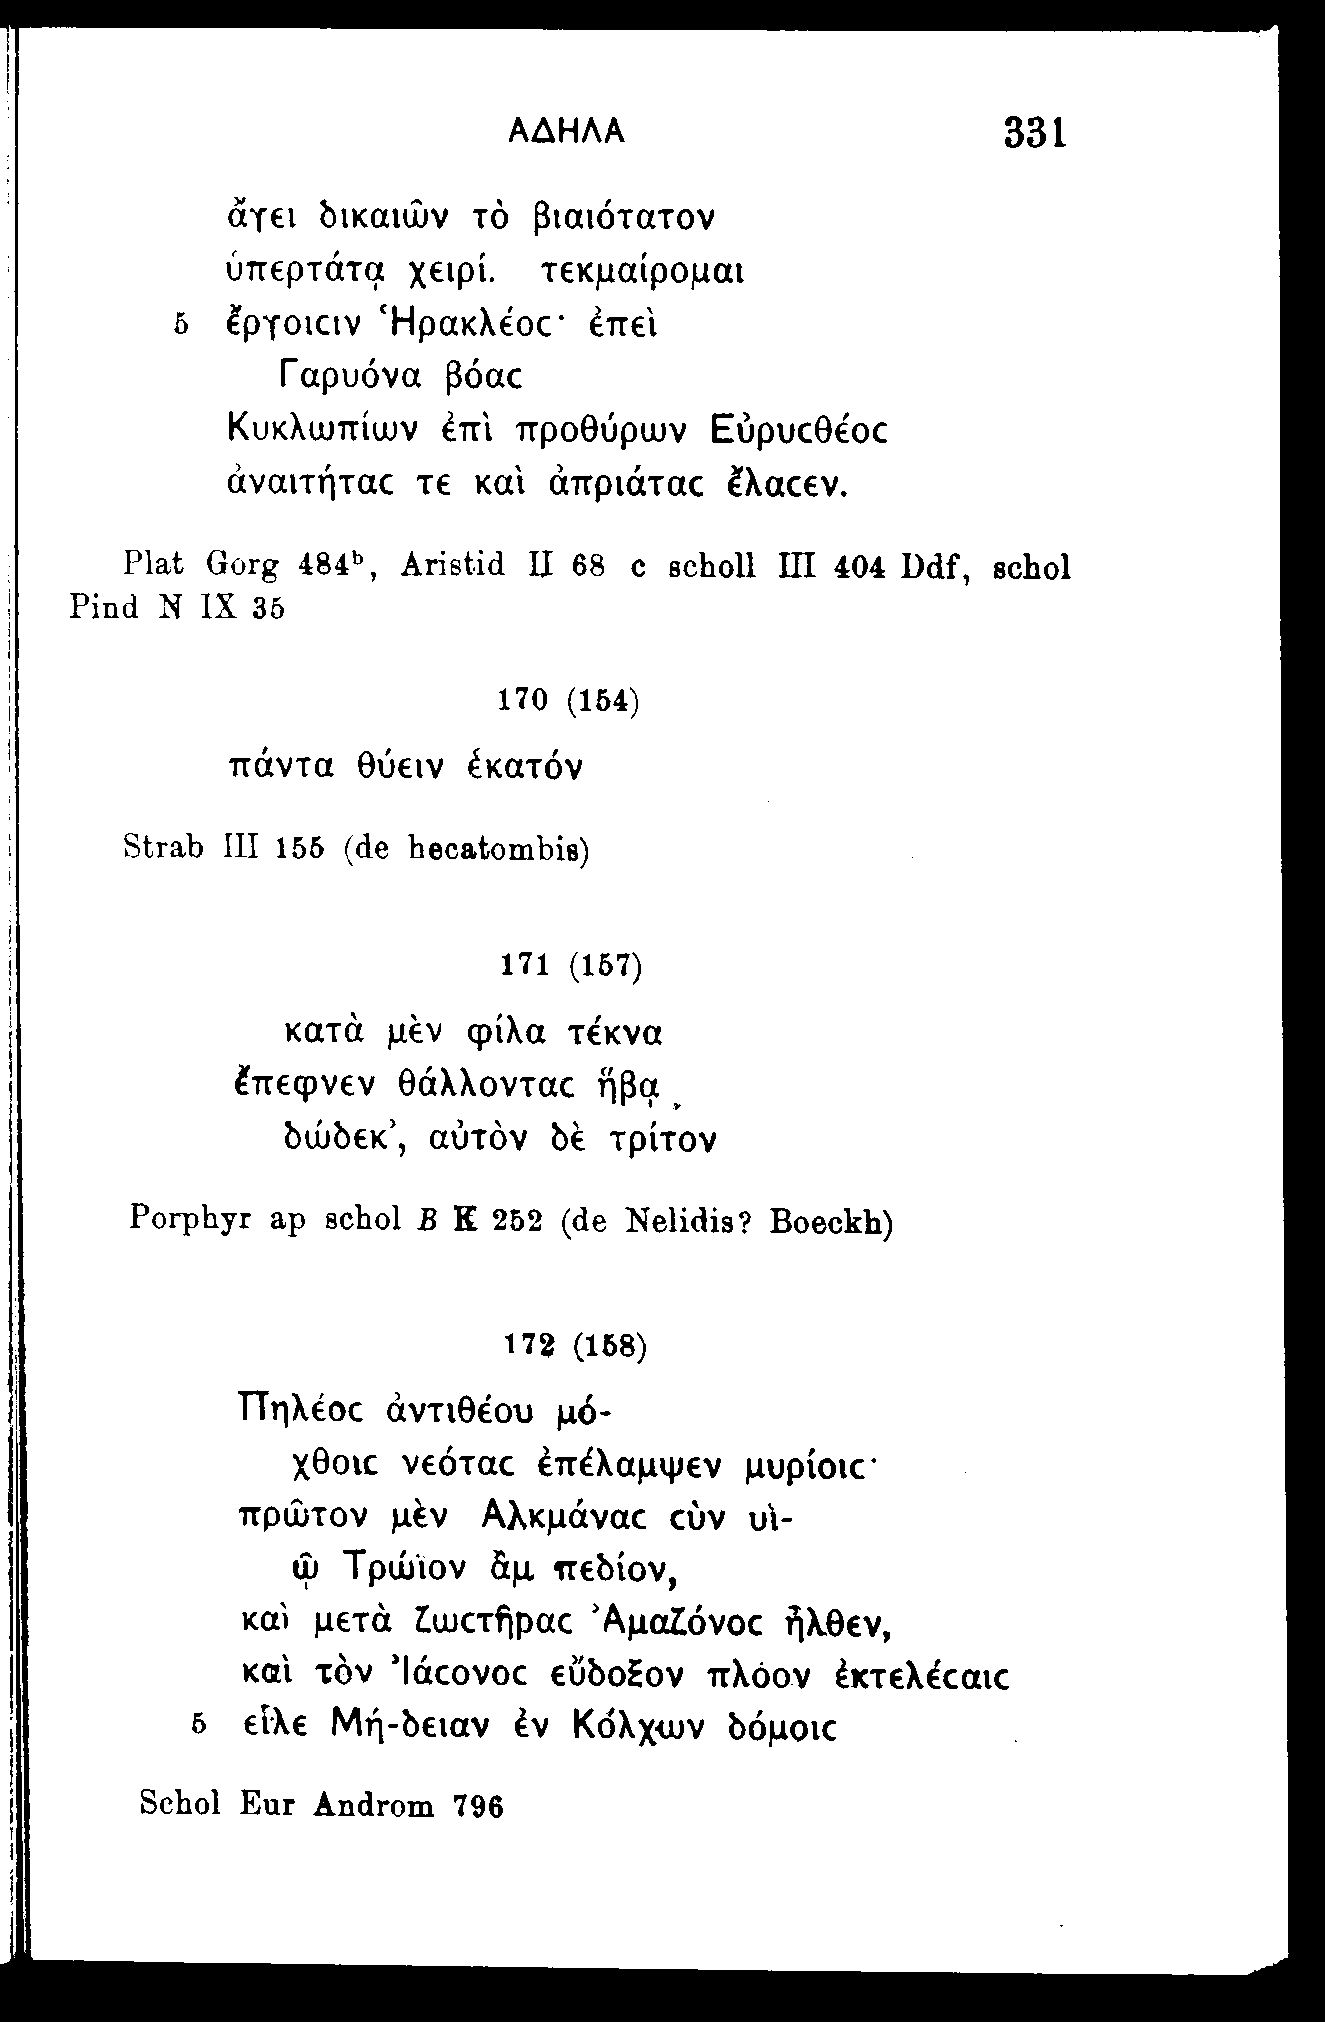 ΑΔΗΛΑ 331
ἄγει δικαιῶν τὸ βιαιότατον
ὑπερτάτᾳ χειρί. τεκμαίρομαι
5 ἔργοιϲιν Ἡρακλέοϲ· ἐπεὶ
Γαρυόνα βόαϲ
Κυκλωπίων ἐπὶ προθύρων Εὐρυϲθέοϲ
ἀναιτήταϲ τε καὶ ἀπριάταϲ ἔλαϲεν.
Plat Gorg 484ᵇ, Aristid II 68 c scholl III 404 Ddf, schol
Pind N IX 35
170 (154)
πάντα θύειν ἑκατόν
Strab III 155 (de hecatombis)
171 (157)
κατὰ μὲν φίλα τέκνα
ἔπεφνεν θάλλονταϲ ἥβᾳ
δώδεκ’, αὐτὸν δὲ τρίτον
Porphyr ap schol B K 252 (de Nelidis? Boeckh)
172 (158)
Πηλέοϲ ἀντιθέου μό-
χθοιϲ νεόταϲ ἐπέλαμψεν μυρίοιϲ·
πρῶτον μὲν Ἀλκμάναϲ ϲὺν υἱ-
ῷ Τρώϊον ἂμ πεδίον,
καὶ μετὰ ζωϲτῆραϲ Ἀμαζόνοϲ ἦλθεν,
καὶ τὸν Ἰάϲονοϲ εὔδοξον πλόον ἐκτελέϲαιϲ
5 εἷλε Μή-δειαν ἐν Κόλχων δόμοιϲ
Schol Eur Androm 796